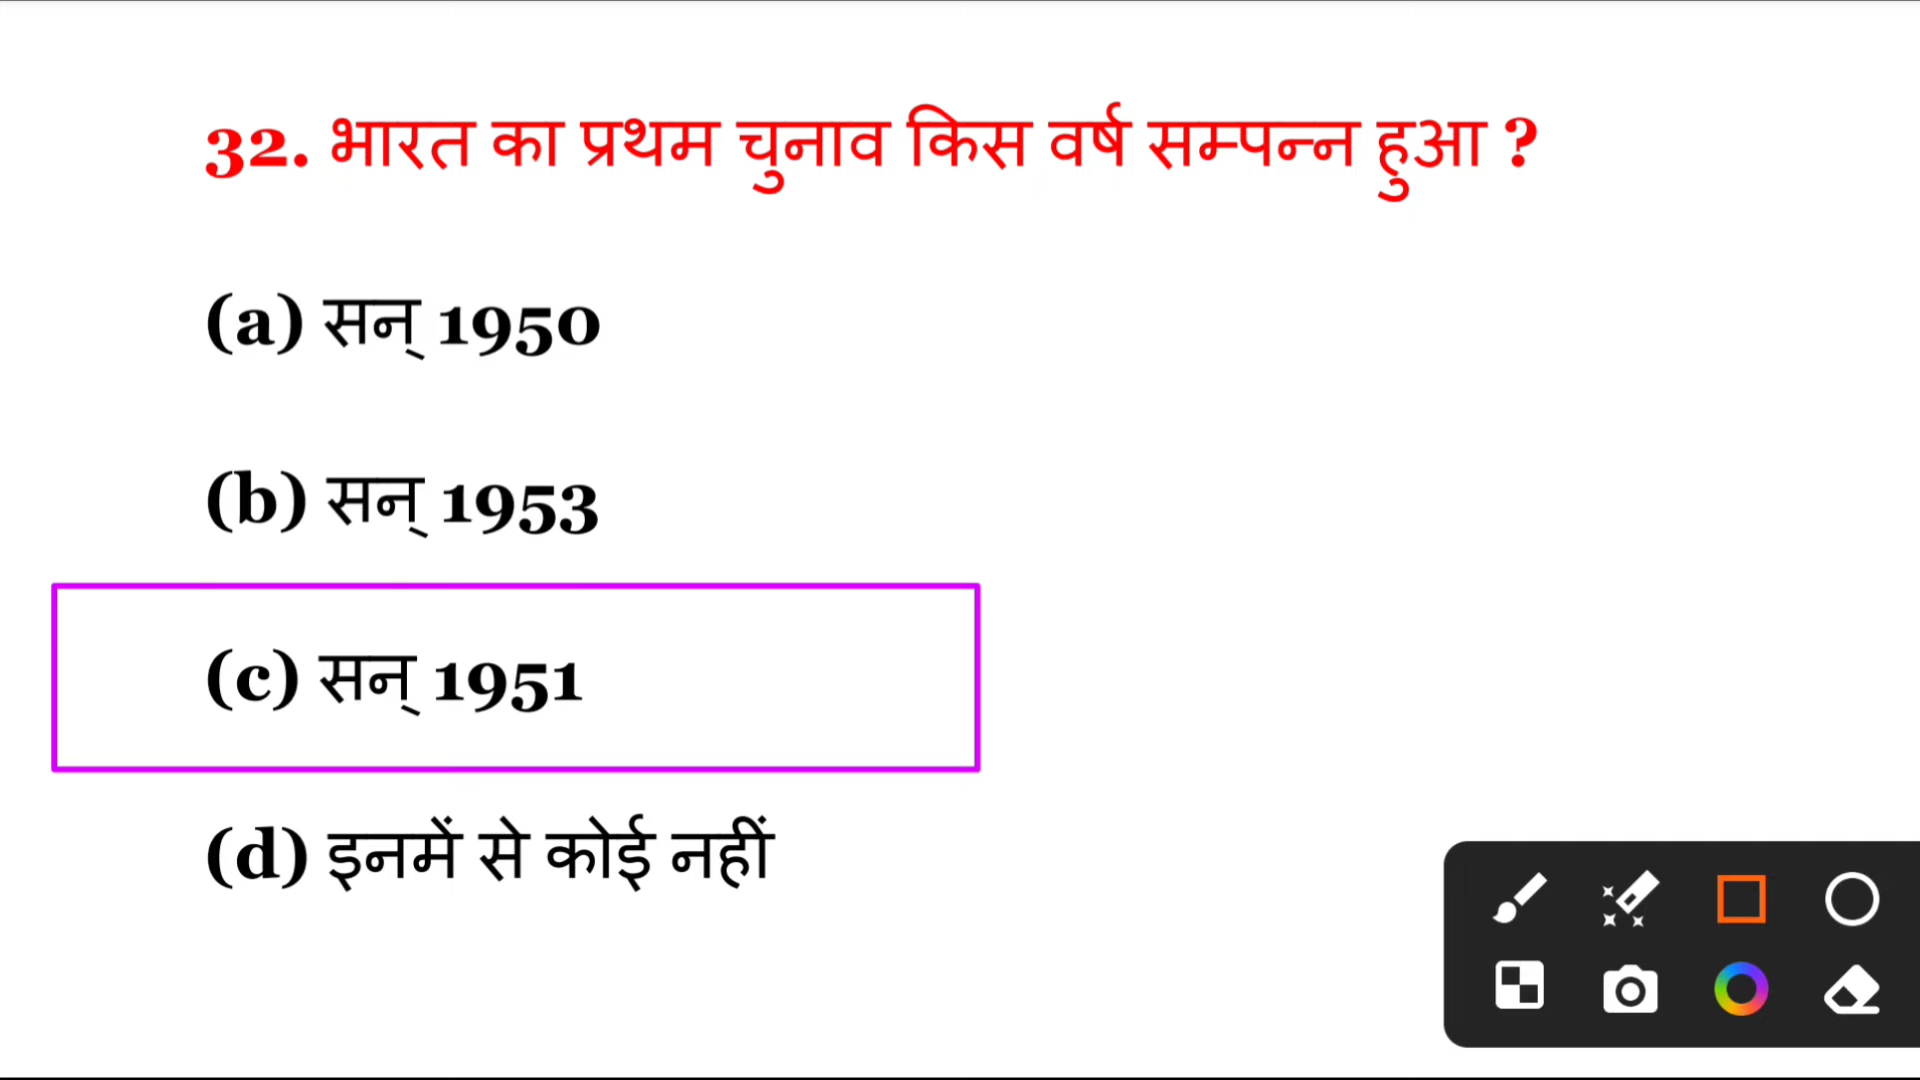 32. भारत का प्रथम चुनाव किस वर्ष सम्पन्न हुआ ?
(a) सन् 1950
(b) सन् 1953
(c) सन् 1951
(d) इनमें से कोई नहीं